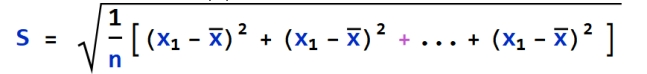 S = √(1/n [ (x₁ - x̅)² + (x₁ - x̅)² + ... + (x₁ - x̅)² ])